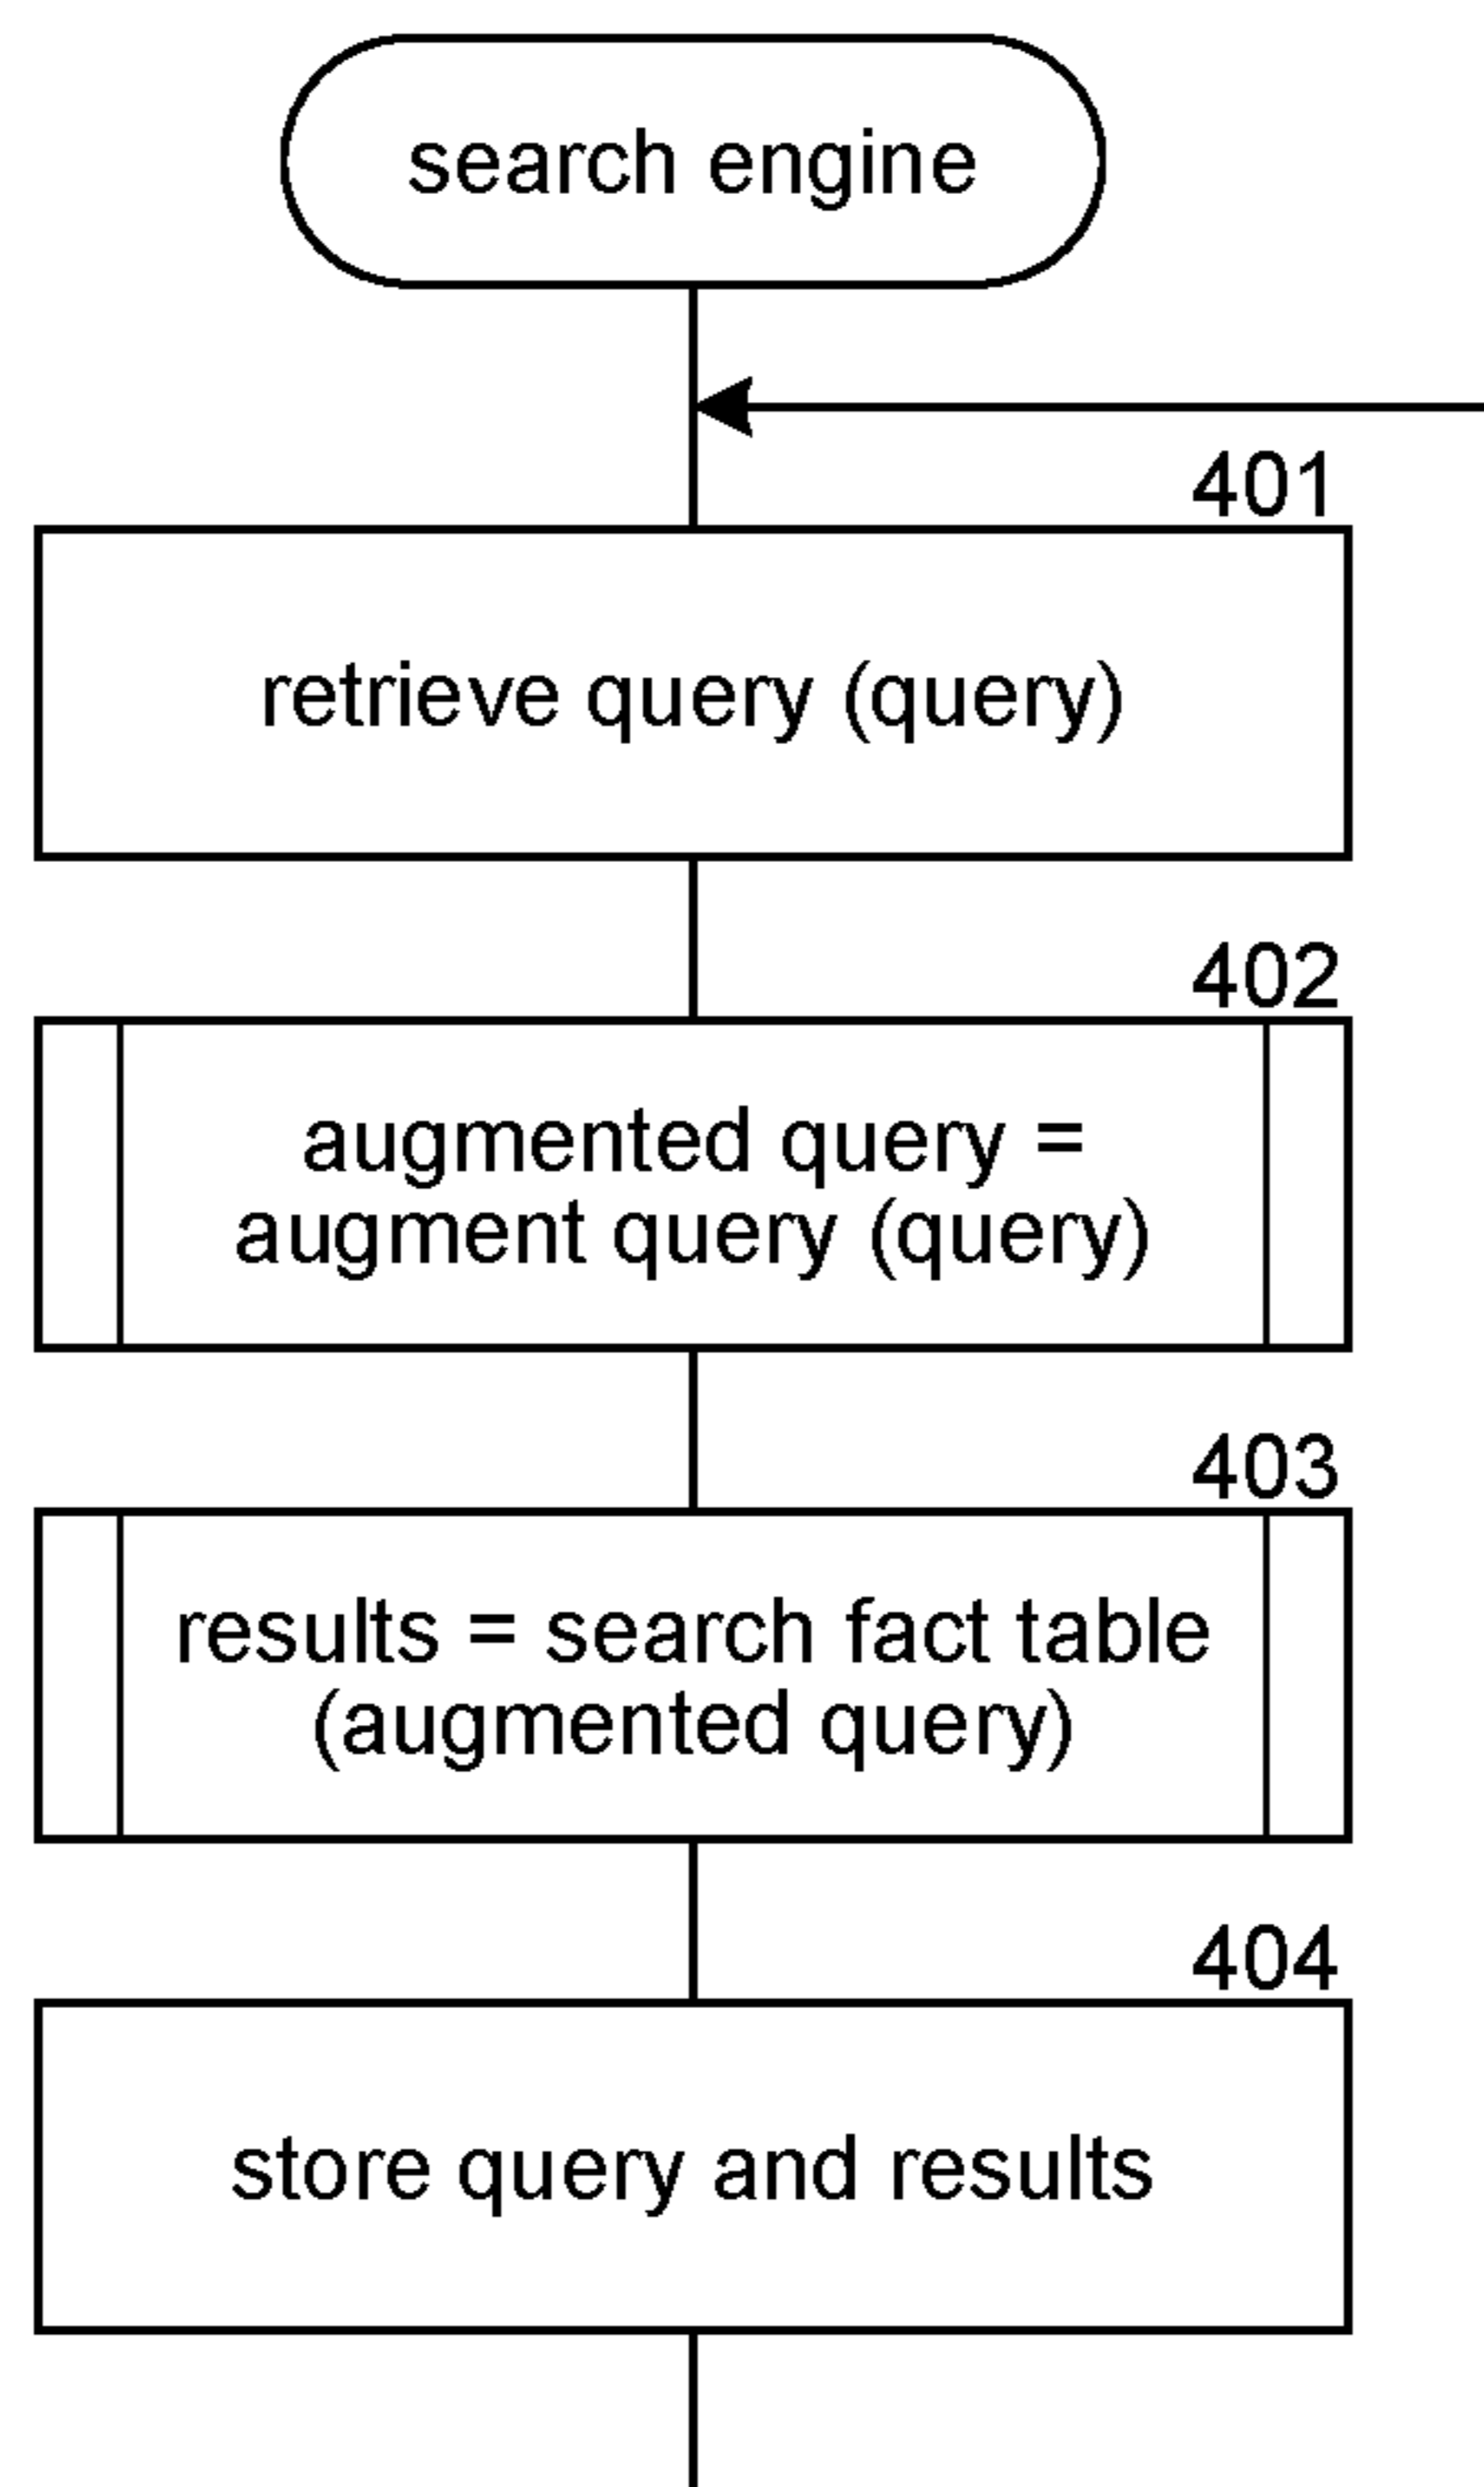 search engine
401
retrieve query (query)
402
augmented query =
augment query (query)
403
results = search fact table
(augmented query)
404
store query and results